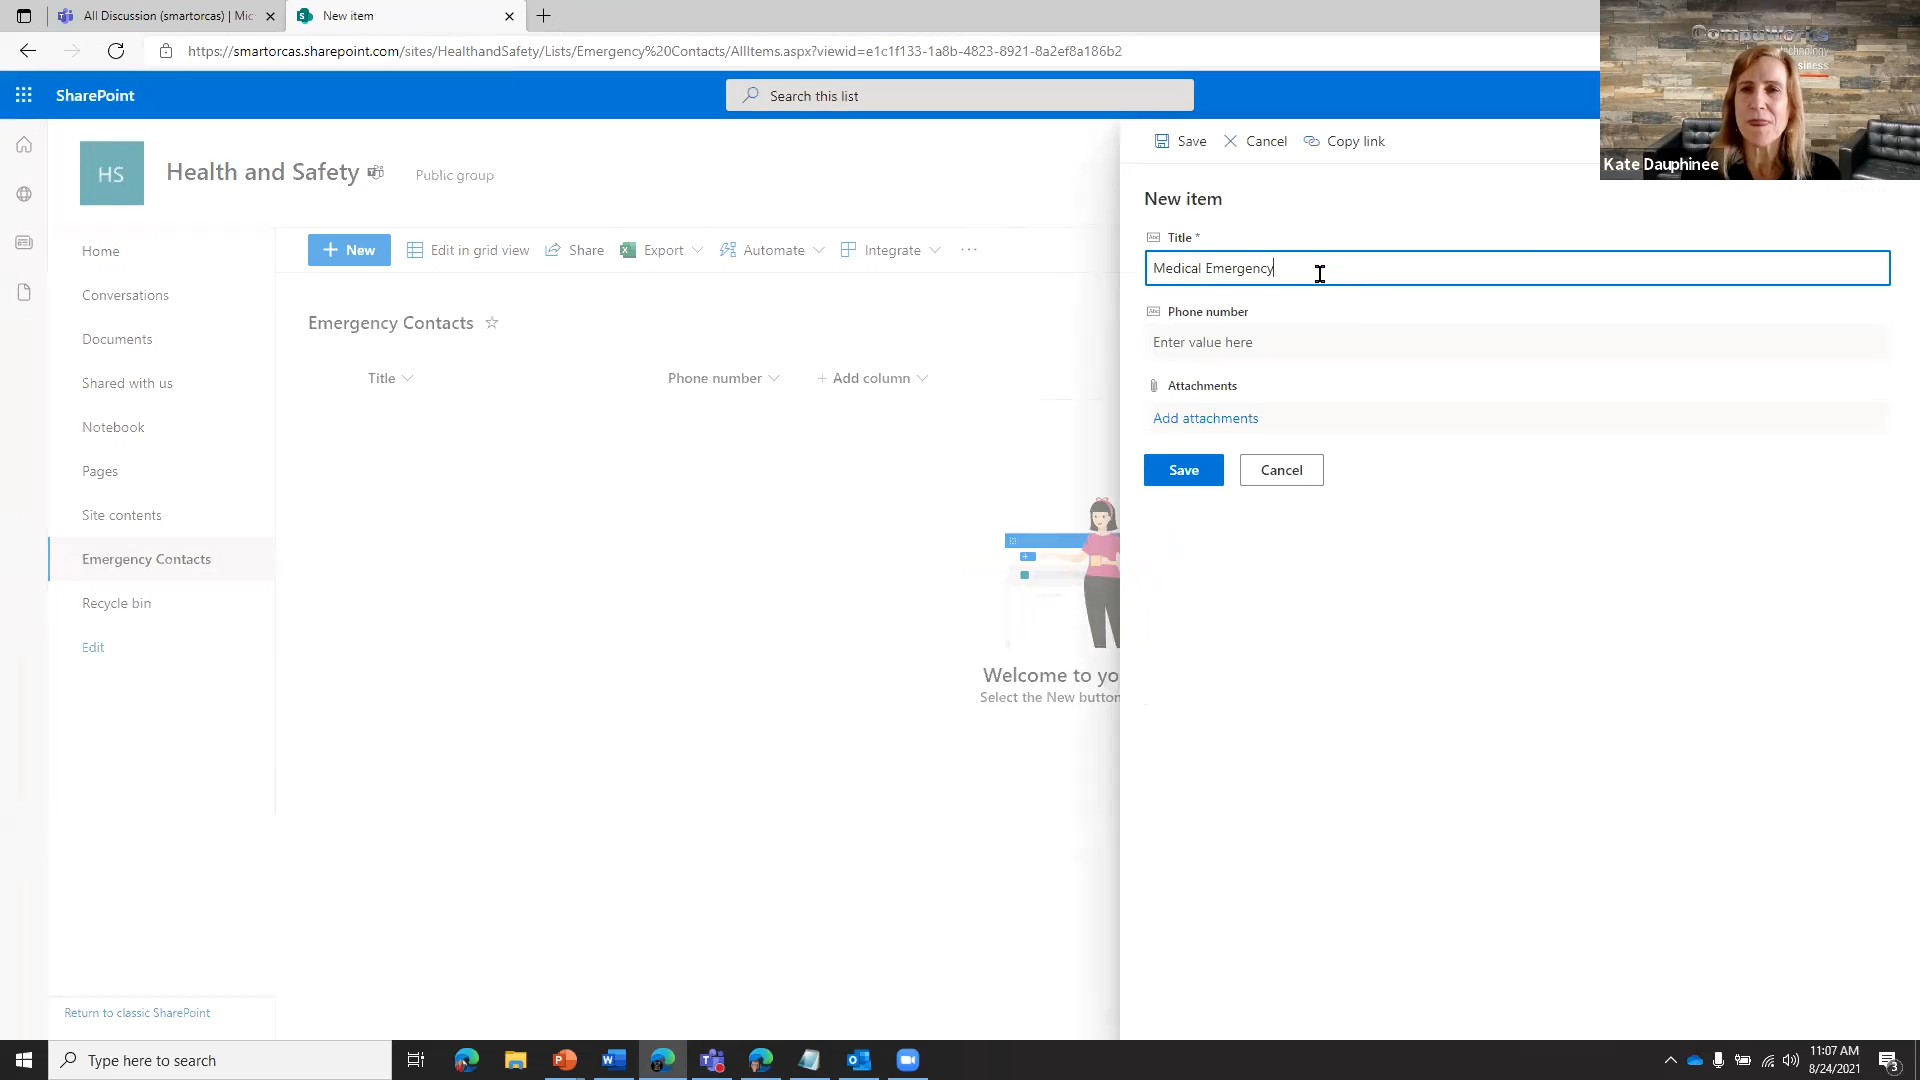 All Discussion (smartorcas) | Mic
New item
https://smartorcas.sharepoint.com/sites/HealthandSafety/Lists/Emergency%20Contacts/AllItems.aspx?viewid=e1c1f133-1a8b-4823-8921-8a2ef8a186b2
SharePoint
Search this list
CompuWorks
technology
siness
Kate Dauphinee
HS
Health and Safety
Public group
Save
Cancel
Copy link
New item
Title *
Medical Emergency
Phone number
Enter value here
Attachments
Add attachments
Save
Cancel
Home
Conversations
Documents
Shared with us
Notebook
Pages
Site contents
Emergency Contacts
Recycle bin
Edit
Return to classic SharePoint
+ New
Edit in grid view
Share
Export
Automate
Integrate
...
Emergency Contacts
Title
Phone number
+ Add column
Welcome to yo
Select the New button
Type here to search
11:07 AM
8/24/2021
3